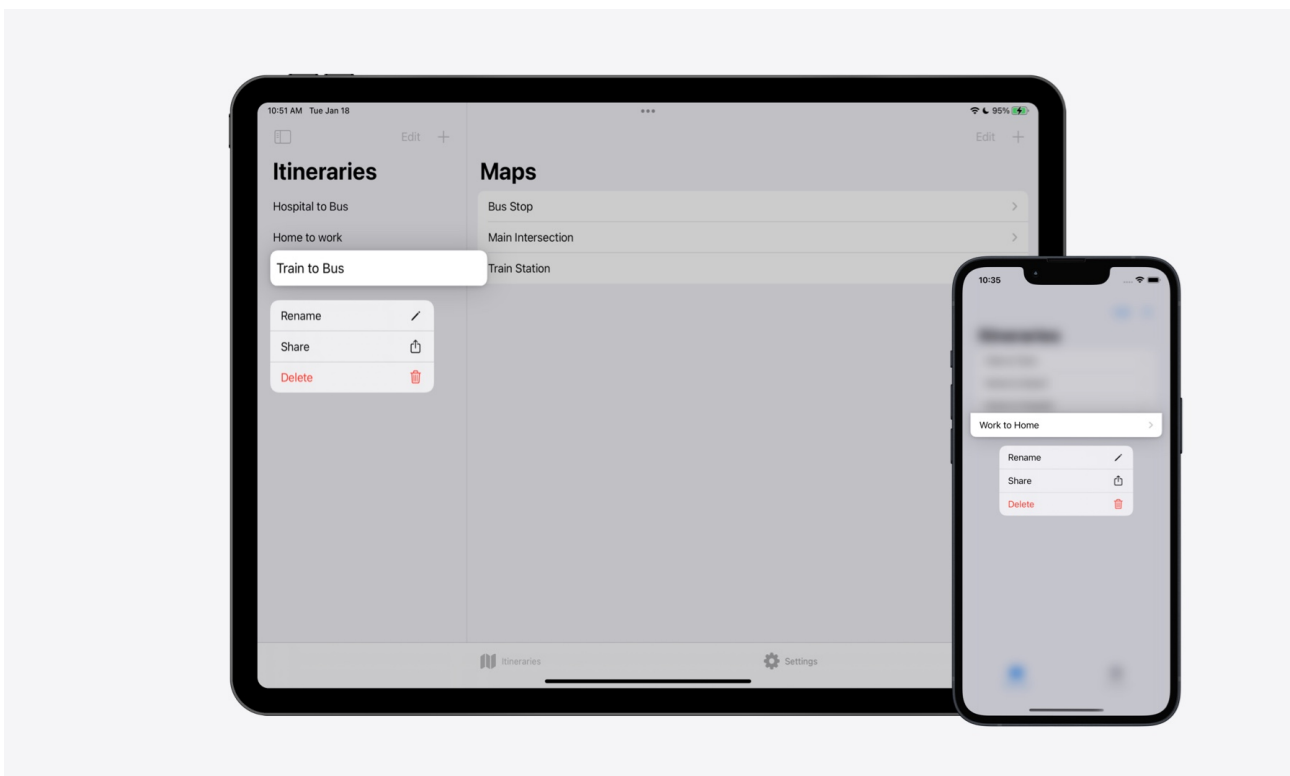 10:51 AM Tue Jan 18
95%
Edit
Edit
Itineraries
Maps
Hospital to Bus
Bus Stop
Home to work
Main Intersection
Train to Bus
Train Station
Rename
Share
Delete
Itineraries
Settings
10:35
Work to Home
Rename
Share
Delete